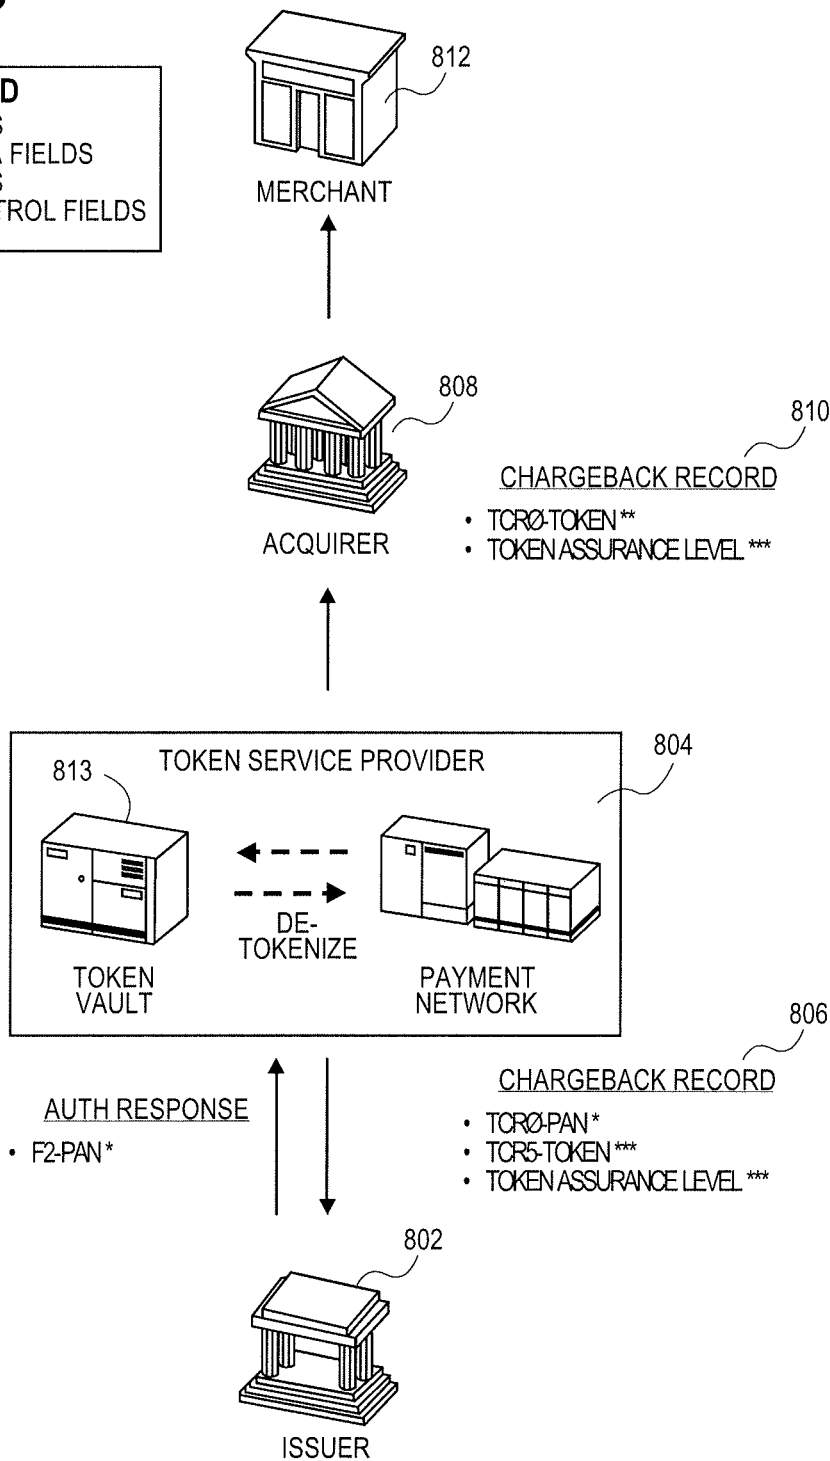 812
D
S
A FIELDS
S
TROL FIELDS
MERCHANT
808
810
CHARGEBACK RECORD
• TCRØ-TOKEN **
• TOKEN ASSURANCE LEVEL ***
ACQUIRER
804
TOKEN SERVICE PROVIDER
813
DE-
TOKENIZE
TOKEN
VAULT
PAYMENT
NETWORK
806
CHARGEBACK RECORD
AUTH RESPONSE
• F2-PAN *
• TCRØ-PAN *
• TCR5-TOKEN ***
• TOKEN ASSURANCE LEVEL ***
802
ISSUER